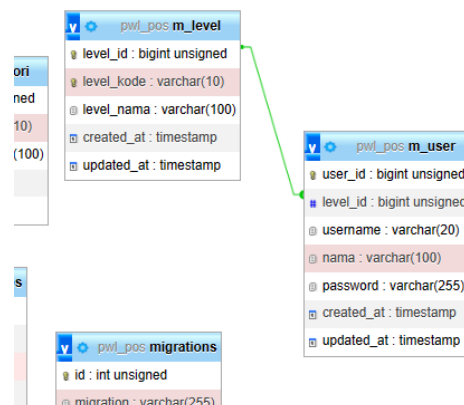 pwl_pos m_level
level_id : bigint unsigned
level_kode : varchar(10)
level_nama : varchar(100)
created_at : timestamp
updated_at : timestamp
ori
ned
10)
(100)
pwl_pos m_user
user_id : bigint unsigned
level_id : bigint unsigned
username : varchar(20)
nama : varchar(100)
password : varchar(255)
created_at : timestamp
updated_at : timestamp
s
pwl_pos migrations
id : int unsigned
migration : varchar(255)